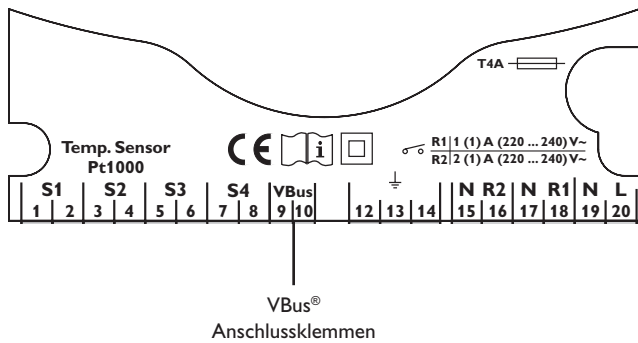 T4A
R1 1 (1) A (220 ... 240) V~
R2 2 (1) A (220 ... 240) V~
Temp. Sensor
Pt1000
CE
i
S1 S2 S3 S4 VBus N R2 N R1 N L
1 2 3 4 5 6 7 8 9 10 12 13 14 15 16 17 18 19 20
VBus®
Anschlussklemmen